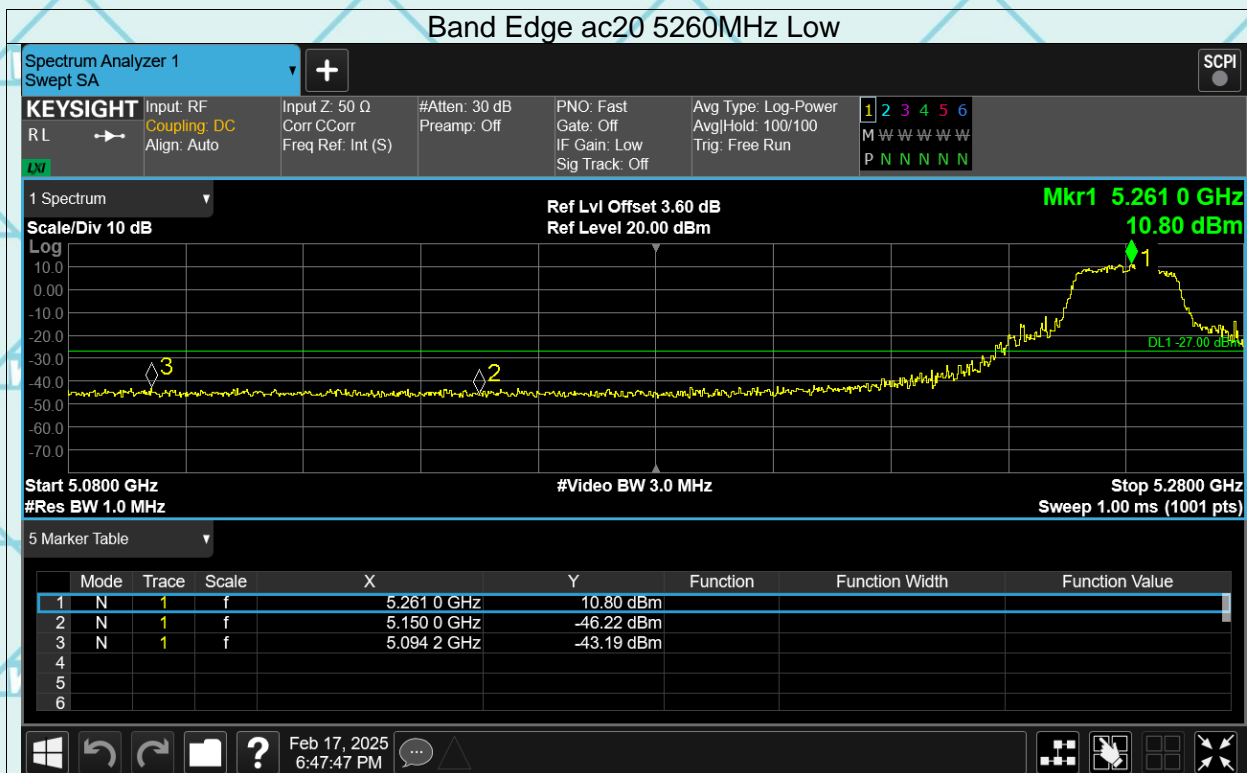 Band Edge ac20 5260MHz Low
Spectrum Analyzer 1
Swept SA
SCPI
KEYSIGHT
R L
LXI
Input: RF
Coupling: DC
Align: Auto
Input Z: 50 Ω
Corr CCorr
Freq Ref: Int (S)
#Atten: 30 dB
Preamp: Off
PNO: Fast
Gate: Off
IF Gain: Low
Sig Track: Off
Avg Type: Log-Power
Avg|Hold: 100/100
Trig: Free Run
1 2 3 4 5 6
M W W W W W W
P N N N N N
1 Spectrum
Scale/Div 10 dB
Ref Lvl Offset 3.60 dB
Ref Level 20.00 dBm
Mkr1 5.261 0 GHz
10.80 dBm
Log
10.0
0.00
-10.0
-20.0
-30.0
-40.0
-50.0
-60.0
-70.0
1
DL1 -27.00 dBm
3
2
Start 5.0800 GHz
#Video BW 3.0 MHz
Stop 5.2800 GHz
#Res BW 1.0 MHz
Sweep 1.00 ms (1001 pts)
5 Marker Table
Mode Trace Scale X Y Function Function Width Function Value
1 N 1 f 5.261 0 GHz 10.80 dBm
2 N 1 f 5.150 0 GHz -46.22 dBm
3 N 1 f 5.094 2 GHz -43.19 dBm
4
5
6
?
Feb 17, 2025
6:47:47 PM